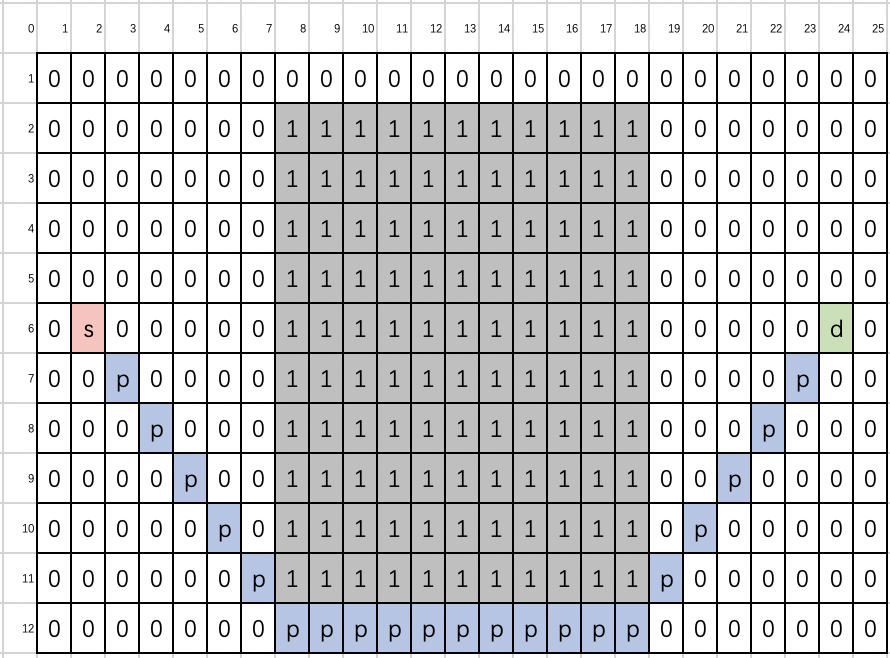 0 1 2 3 4 5 6 7 8 9 10 11 12 13 14 15 16 17 18 19 20 21 22 23 24 25
1 0 0 0 0 0 0 0 0 0 0 0 0 0 0 0 0 0 0 0 0 0 0 0 0 0
2 0 0 0 0 0 0 0 1 1 1 1 1 1 1 1 1 1 1 0 0 0 0 0 0 0
3 0 0 0 0 0 0 0 1 1 1 1 1 1 1 1 1 1 1 0 0 0 0 0 0 0
4 0 0 0 0 0 0 0 1 1 1 1 1 1 1 1 1 1 1 0 0 0 0 0 0 0
5 0 0 0 0 0 0 0 1 1 1 1 1 1 1 1 1 1 1 0 0 0 0 0 0 0
6 0 s 0 0 0 0 0 1 1 1 1 1 1 1 1 1 1 1 0 0 0 0 0 d 0
7 0 0 p 0 0 0 0 1 1 1 1 1 1 1 1 1 1 1 0 0 0 0 p 0 0
8 0 0 0 p 0 0 0 1 1 1 1 1 1 1 1 1 1 1 0 0 0 p 0 0 0
9 0 0 0 0 p 0 0 1 1 1 1 1 1 1 1 1 1 1 0 0 p 0 0 0 0
10 0 0 0 0 0 p 0 1 1 1 1 1 1 1 1 1 1 1 0 p 0 0 0 0 0
11 0 0 0 0 0 0 p 1 1 1 1 1 1 1 1 1 1 1 p 0 0 0 0 0 0
12 0 0 0 0 0 0 0 p p p p p p p p p p p 0 0 0 0 0 0 0